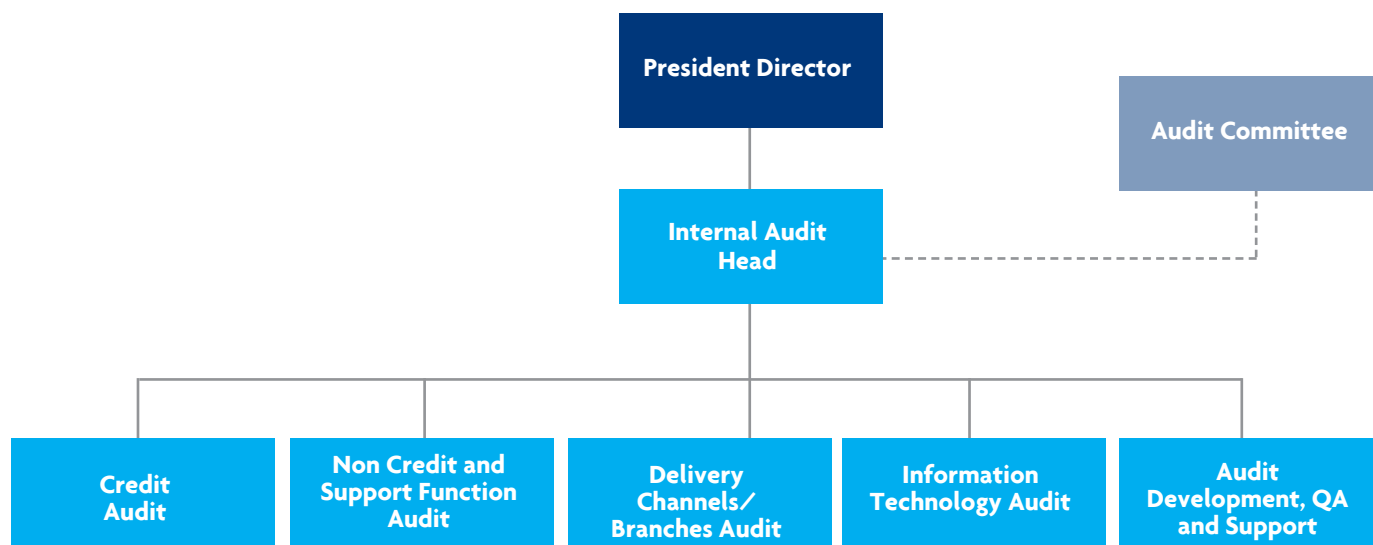 President Director
Audit Committee
Internal Audit
Head
Credit
Audit
Non Credit and
Support Function
Audit
Delivery
Channels/
Branches Audit
Information
Technology Audit
Audit
Development, QA
and Support